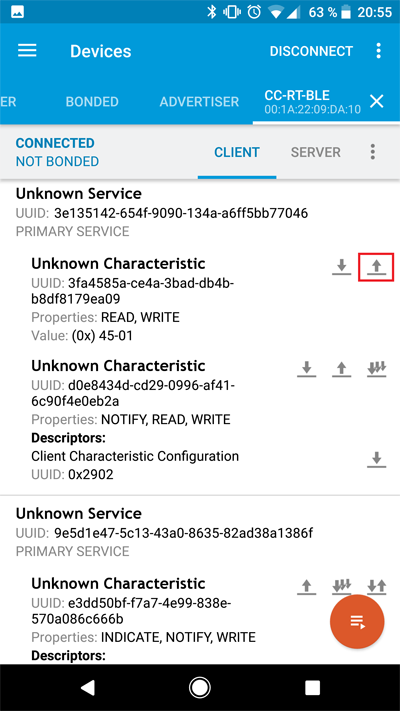 63 % 20:55
Devices DISCONNECT
ER BONDED ADVERTISER CC-RT-BLE
00:1A:22:09:DA:10
CONNECTED
NOT BONDED
CLIENT SERVER
Unknown Service
UUID: 3e135142-654f-9090-134a-a6ff5bb77046
PRIMARY SERVICE
Unknown Characteristic
UUID: 3fa4585a-ce4a-3bad-db4b-
b8df8179ea09
Properties: READ, WRITE
Value: (0x) 45-01
Unknown Characteristic
UUID: d0e8434d-cd29-0996-af41-
6c90f4e0eb2a
Properties: NOTIFY, READ, WRITE
Descriptors:
Client Characteristic Configuration
UUID: 0x2902
Unknown Service
UUID: 9e5d1e47-5c13-43a0-8635-82ad38a1386f
PRIMARY SERVICE
Unknown Characteristic
UUID: e3dd50bf-f7a7-4e99-838e-
570a086c666b
Properties: INDICATE, NOTIFY, WRITE
Descriptors: